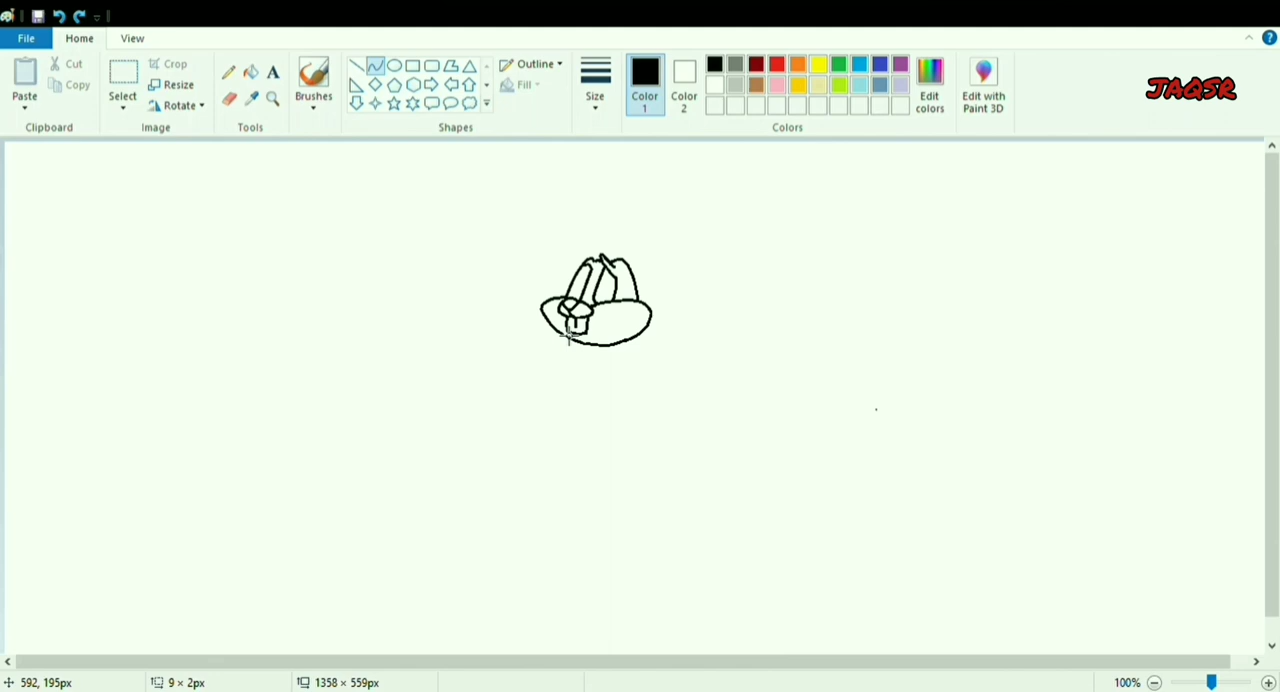 File Home View
Cut
Copy
Paste
Clipboard
Select
Crop
Resize
Rotate
Image
Tools
Brushes
Shapes
Outline
Fill
Size
Color 1
Color 2
Edit colors
Edit with Paint 3D
Colors
JAQSR
592, 195px 9 × 2px 1358 × 559px 100%